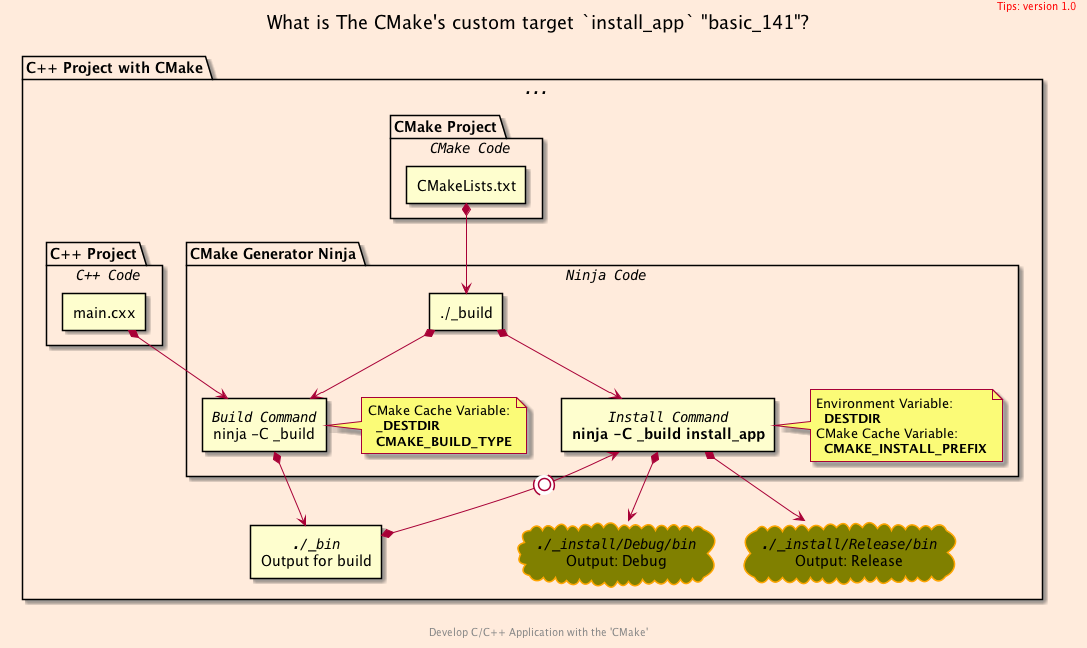 Tips: version 1.0
What is The CMake's custom target `install_app` "basic_141"?
C++ Project with CMake
...
CMake Project
CMake Code
CMakeLists.txt
C++ Project
C++ Code
main.cxx
CMake Generator Ninja
Ninja Code
./_build
Build Command
ninja -C _build
CMake Cache Variable:
_DESTDIR
CMAKE_BUILD_TYPE
Install Command
ninja -C _build install_app
Environment Variable:
DESTDIR
CMake Cache Variable:
CMAKE_INSTALL_PREFIX
./_bin
Output for build
./_install/Debug/bin
Output: Debug
./_install/Release/bin
Output: Release
Develop C/C++ Application with the 'CMake'